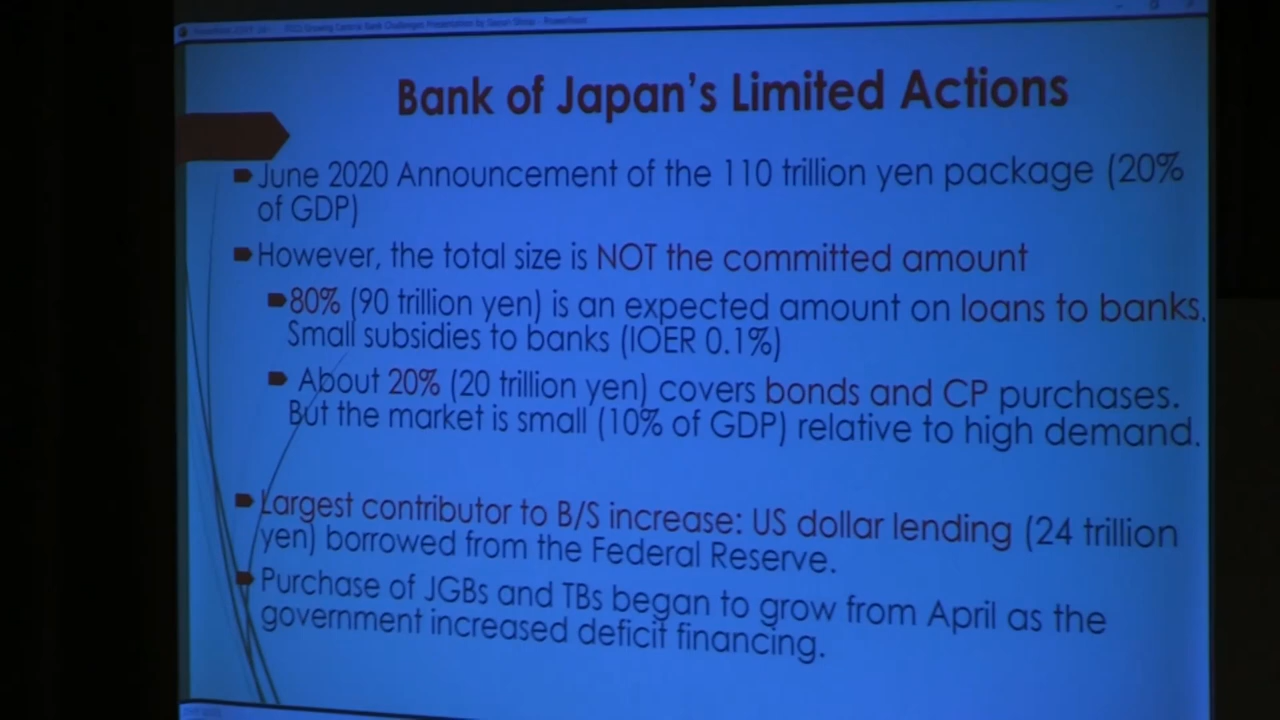 Bank of Japan's Limited Actions
June 2020 Announcement of the 110 trillion yen package (20%
of GDP)
However, the total size is NOT the committed amount
80% (90 trillion yen) is an expected amount on loans to banks.
Small subsidies to banks (IOER 0.1%)
About 20% (20 trillion yen) covers bonds and CP purchases.
But the market is small (10% of GDP) relative to high demand.
Largest contributor to B/S increase: US dollar lending (24 trillion
yen) borrowed from the Federal Reserve.
Purchase of JGBs and TBs began to grow from April as the
government increased deficit financing.